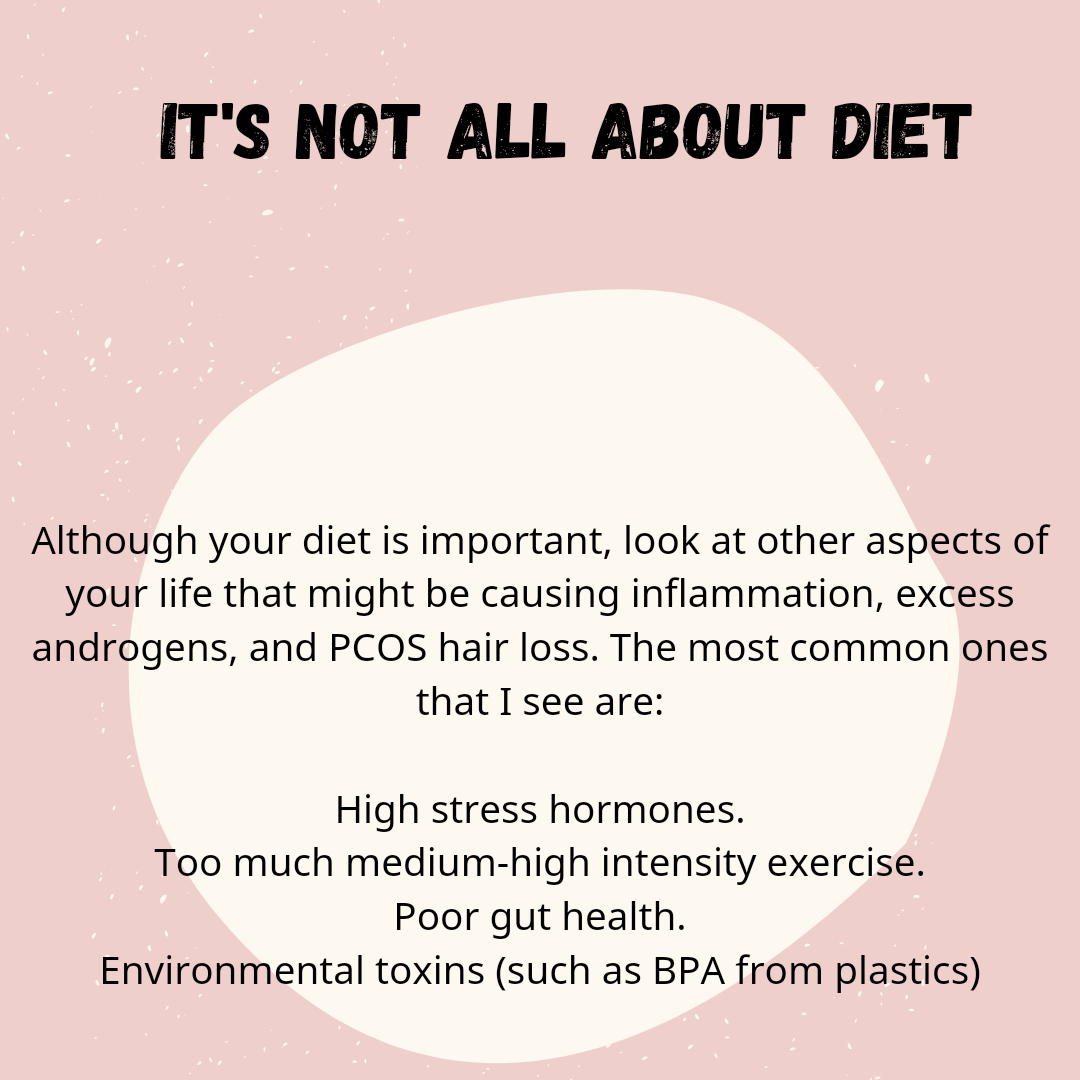 IT'S NOT ALL ABOUT DIET
Although your diet is important, look at other aspects of
your life that might be causing inflammation, excess
androgens, and PCOS hair loss. The most common ones
that I see are:
High stress hormones.
Too much medium-high intensity exercise.
Poor gut health.
Environmental toxins (such as BPA from plastics)